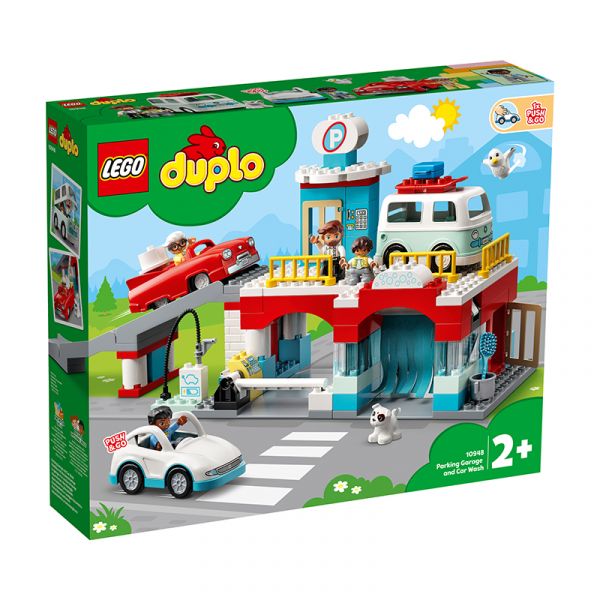 LEGO
duplo
P
1x
PUSH
& GO
PUSH
& GO
10948
Parking Garage
and Car Wash
2+